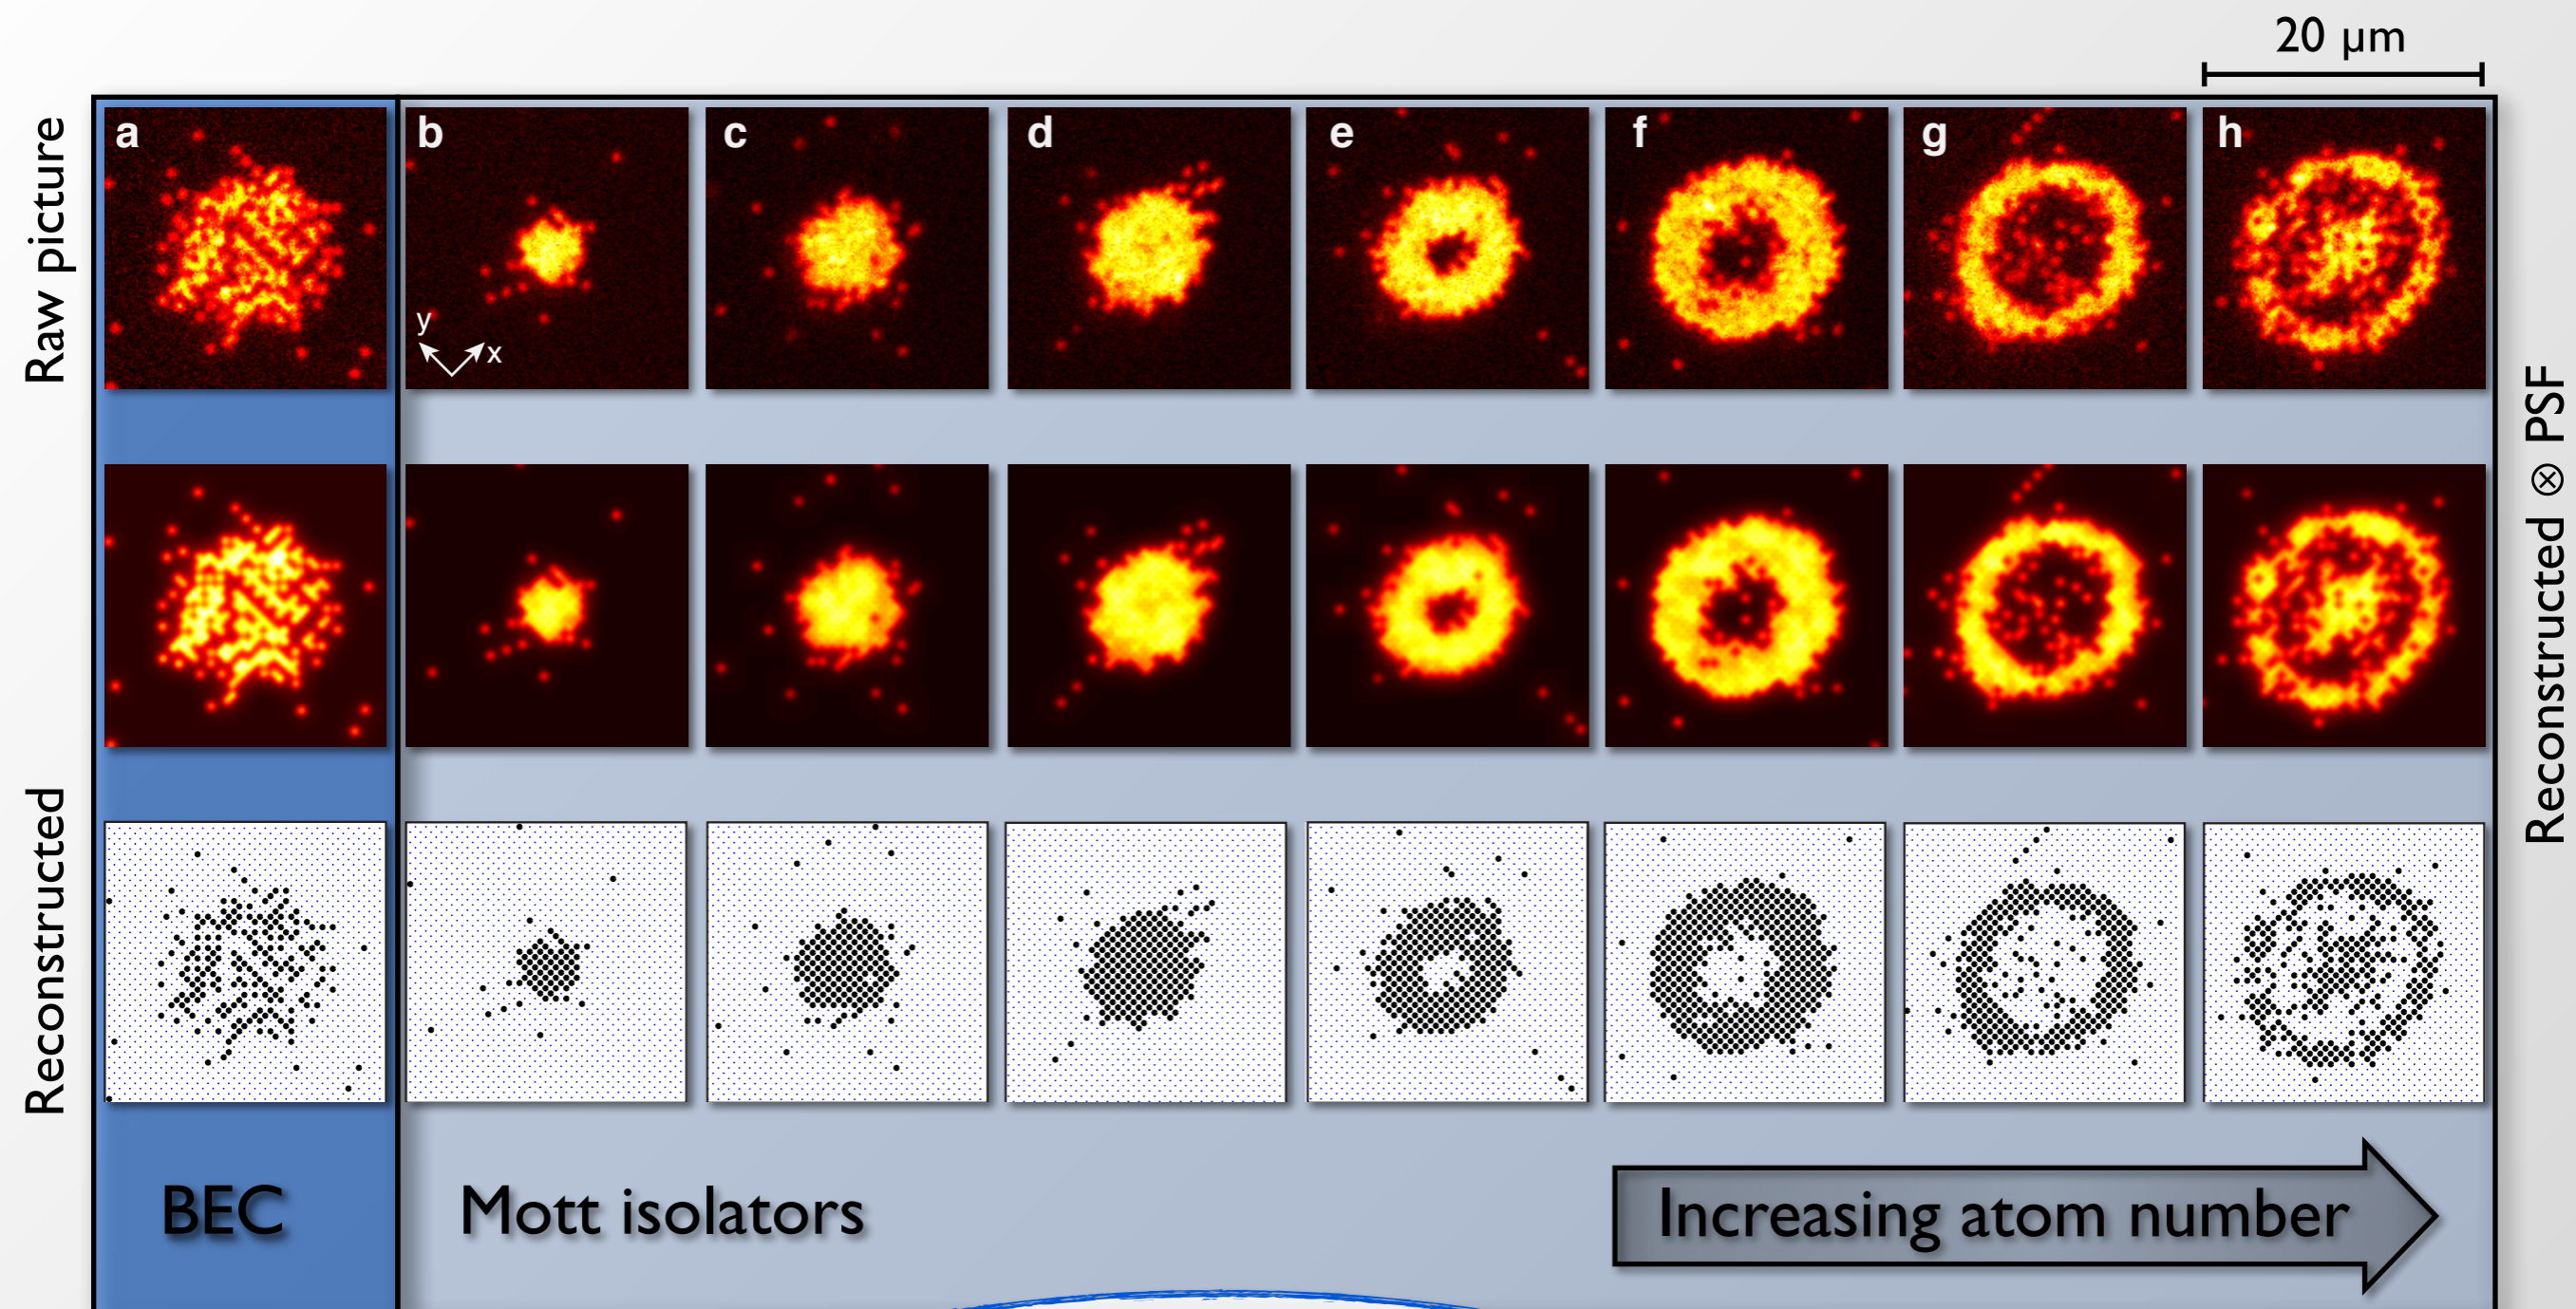 20 µm
Raw picture
a
b
c
d
e
f
g
h
y
x
Reconstructed ⊗ PSF
Reconstructed
BEC
Mott isolators
Increasing atom number